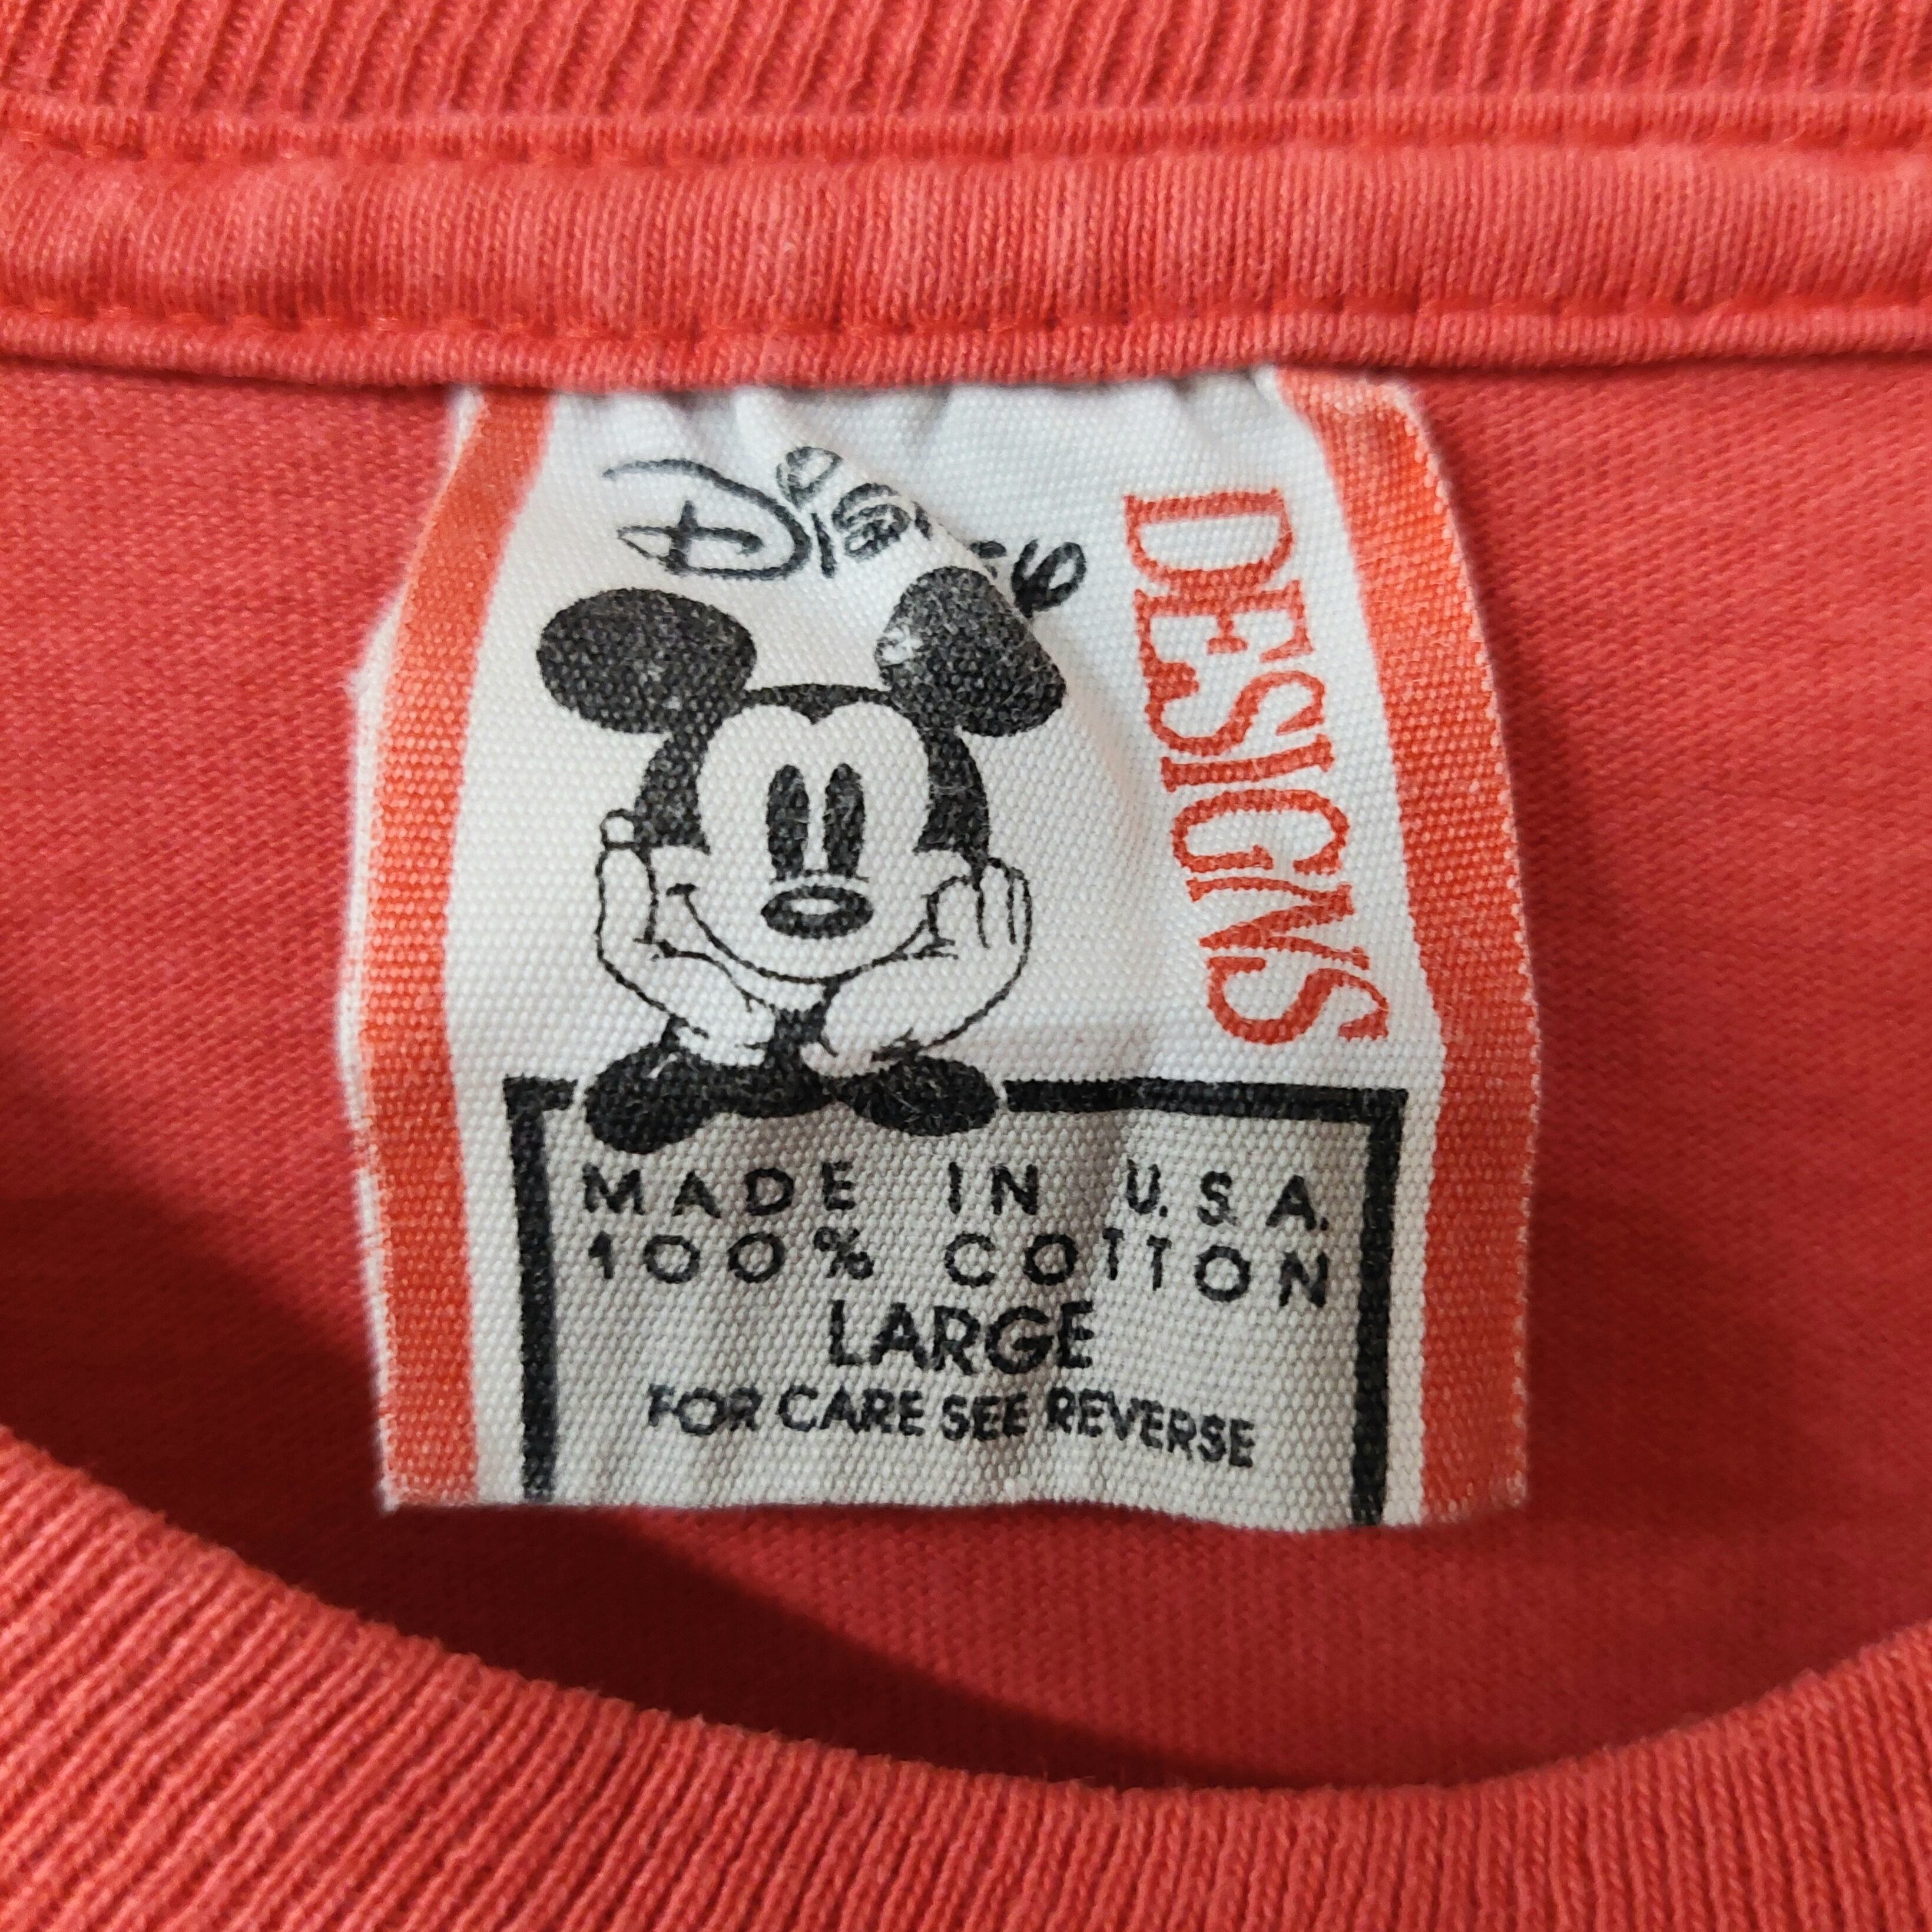 Disney
DESIGNS
MADE IN U.S.A.
100% COTTON
LARGE
FOR CARE SEE REVERSE